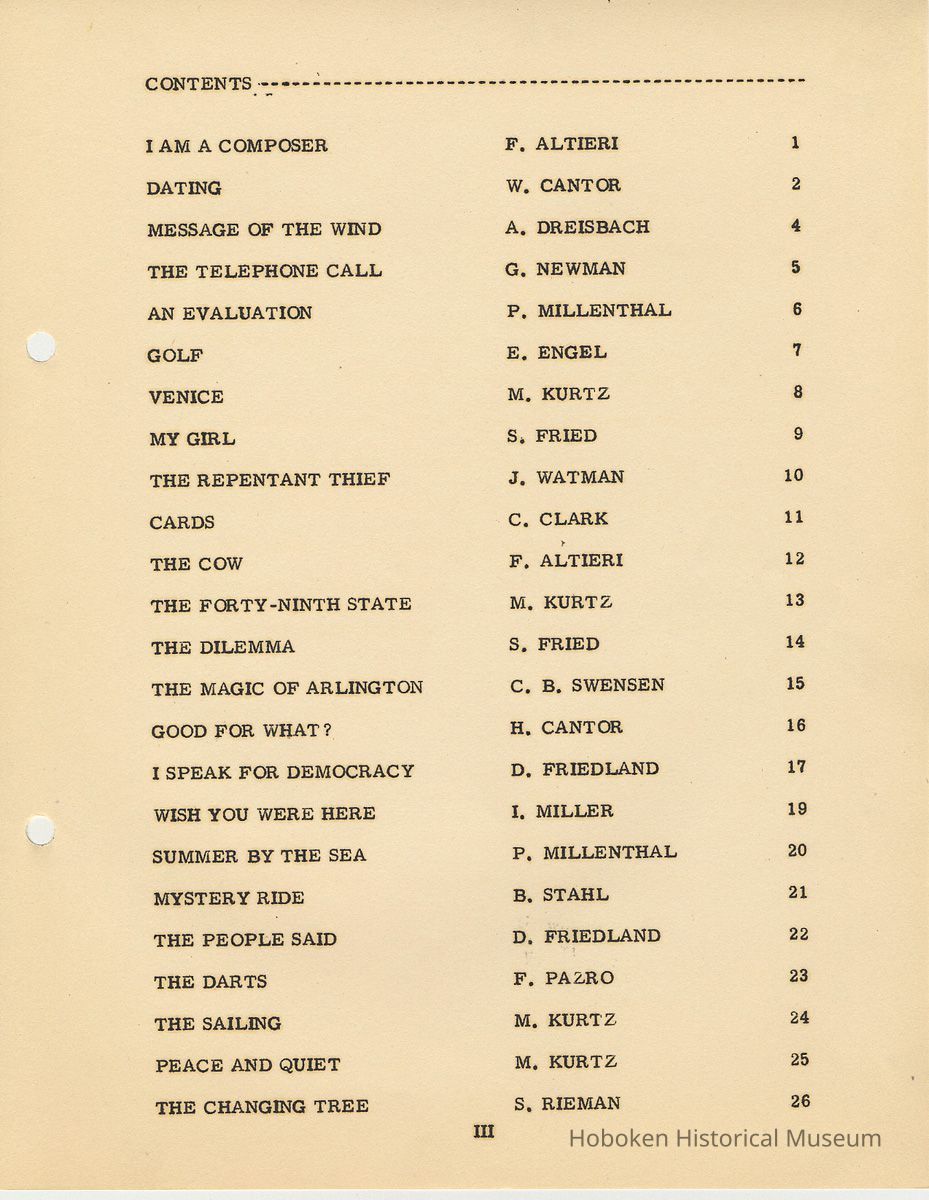 CONTENTS ------------------------------------------------------
I AM A COMPOSER F. ALTIERI 1
DATING W. CANTOR 2
MESSAGE OF THE WIND A. DREISBACH 4
THE TELEPHONE CALL G. NEWMAN 5
AN EVALUATION P. MILLENTHAL 6
GOLF E. ENGEL 7
VENICE M. KURTZ 8
MY GIRL S. FRIED 9
THE REPENTANT THIEF J. WATMAN 10
CARDS C. CLARK 11
THE COW F. ALTIERI 12
THE FORTY-NINTH STATE M. KURTZ 13
THE DILEMMA S. FRIED 14
THE MAGIC OF ARLINGTON C. B. SWENSEN 15
GOOD FOR WHAT? H. CANTOR 16
I SPEAK FOR DEMOCRACY D. FRIEDLAND 17
WISH YOU WERE HERE I. MILLER 19
SUMMER BY THE SEA P. MILLENTHAL 20
MYSTERY RIDE B. STAHL 21
THE PEOPLE SAID D. FRIEDLAND 22
THE DARTS F. PAZRO 23
THE SAILING M. KURTZ 24
PEACE AND QUIET M. KURTZ 25
THE CHANGING TREE S. RIEMAN 26
III
Hoboken Historical Museum